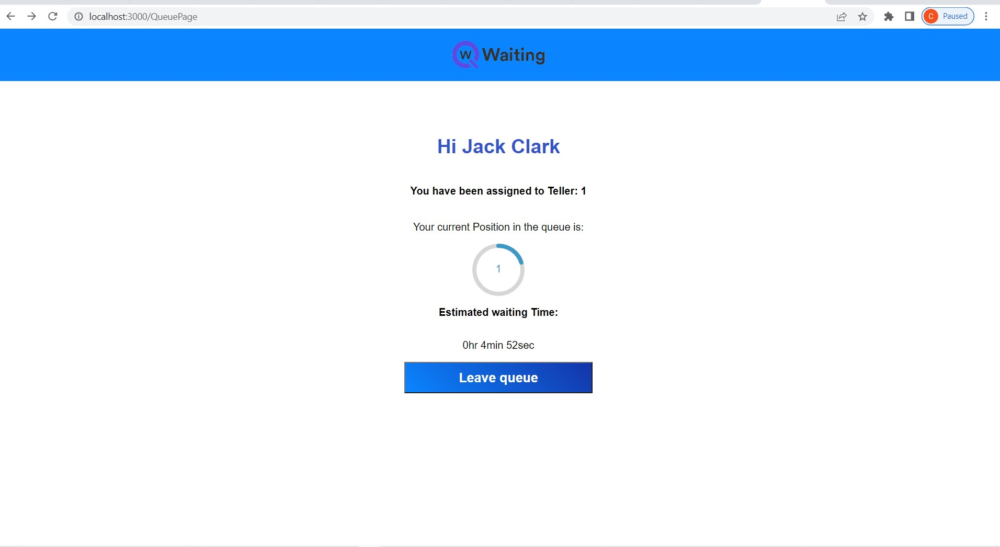 localhost:3000/QueuePage
C Paused
W Waiting
Hi Jack Clark
You have been assigned to Teller: 1
Your current Position in the queue is:
1
Estimated waiting Time:
0hr 4min 52sec
Leave queue